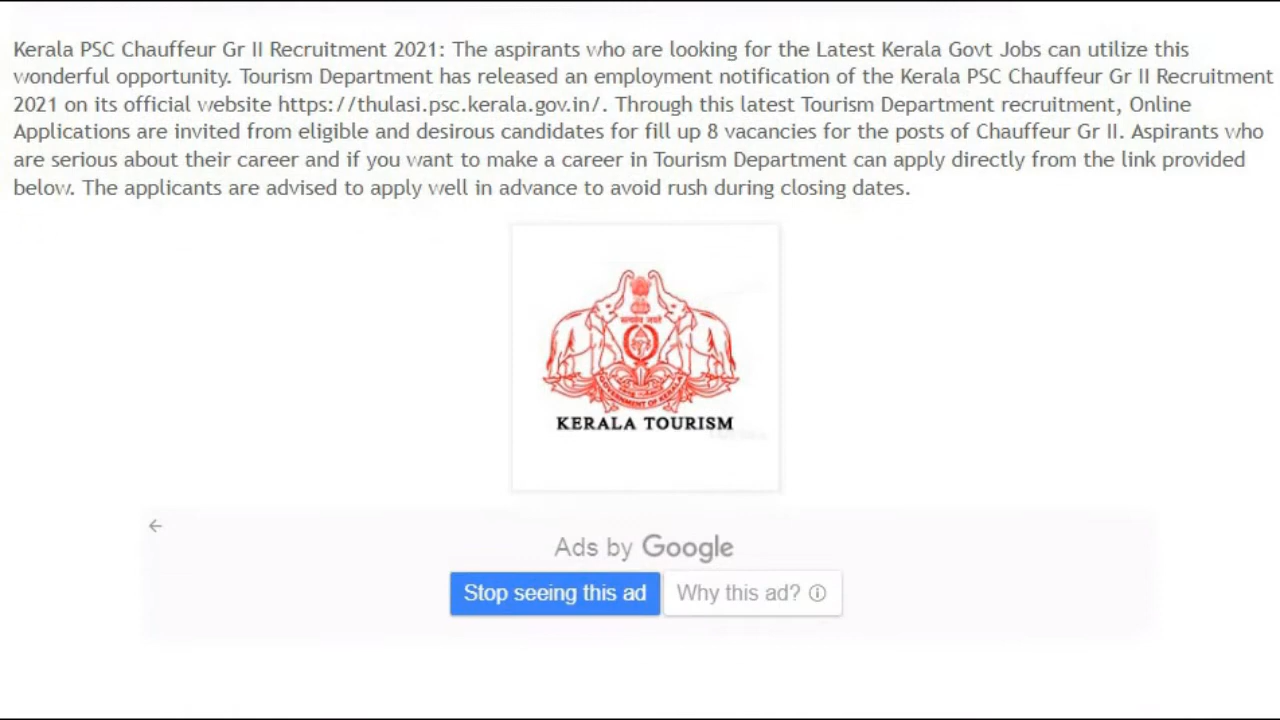 Kerala PSC Chauffeur Gr II Recruitment 2021: The aspirants who are looking for the Latest Kerala Govt Jobs can utilize this
wonderful opportunity. Tourism Department has released an employment notification of the Kerala PSC Chauffeur Gr II Recruitment
2021 on its official website https://thulasi.psc.kerala.gov.in/. Through this latest Tourism Department recruitment, Online
Applications are invited from eligible and desirous candidates for fill up 8 vacancies for the posts of Chauffeur Gr II. Aspirants who
are serious about their career and if you want to make a career in Tourism Department can apply directly from the link provided
below. The applicants are advised to apply well in advance to avoid rush during closing dates.
सत्यमेव जयते
GOVERNMENT OF KERALA
KERALA TOURISM
Ads by Google
Stop seeing this ad
Why this ad?